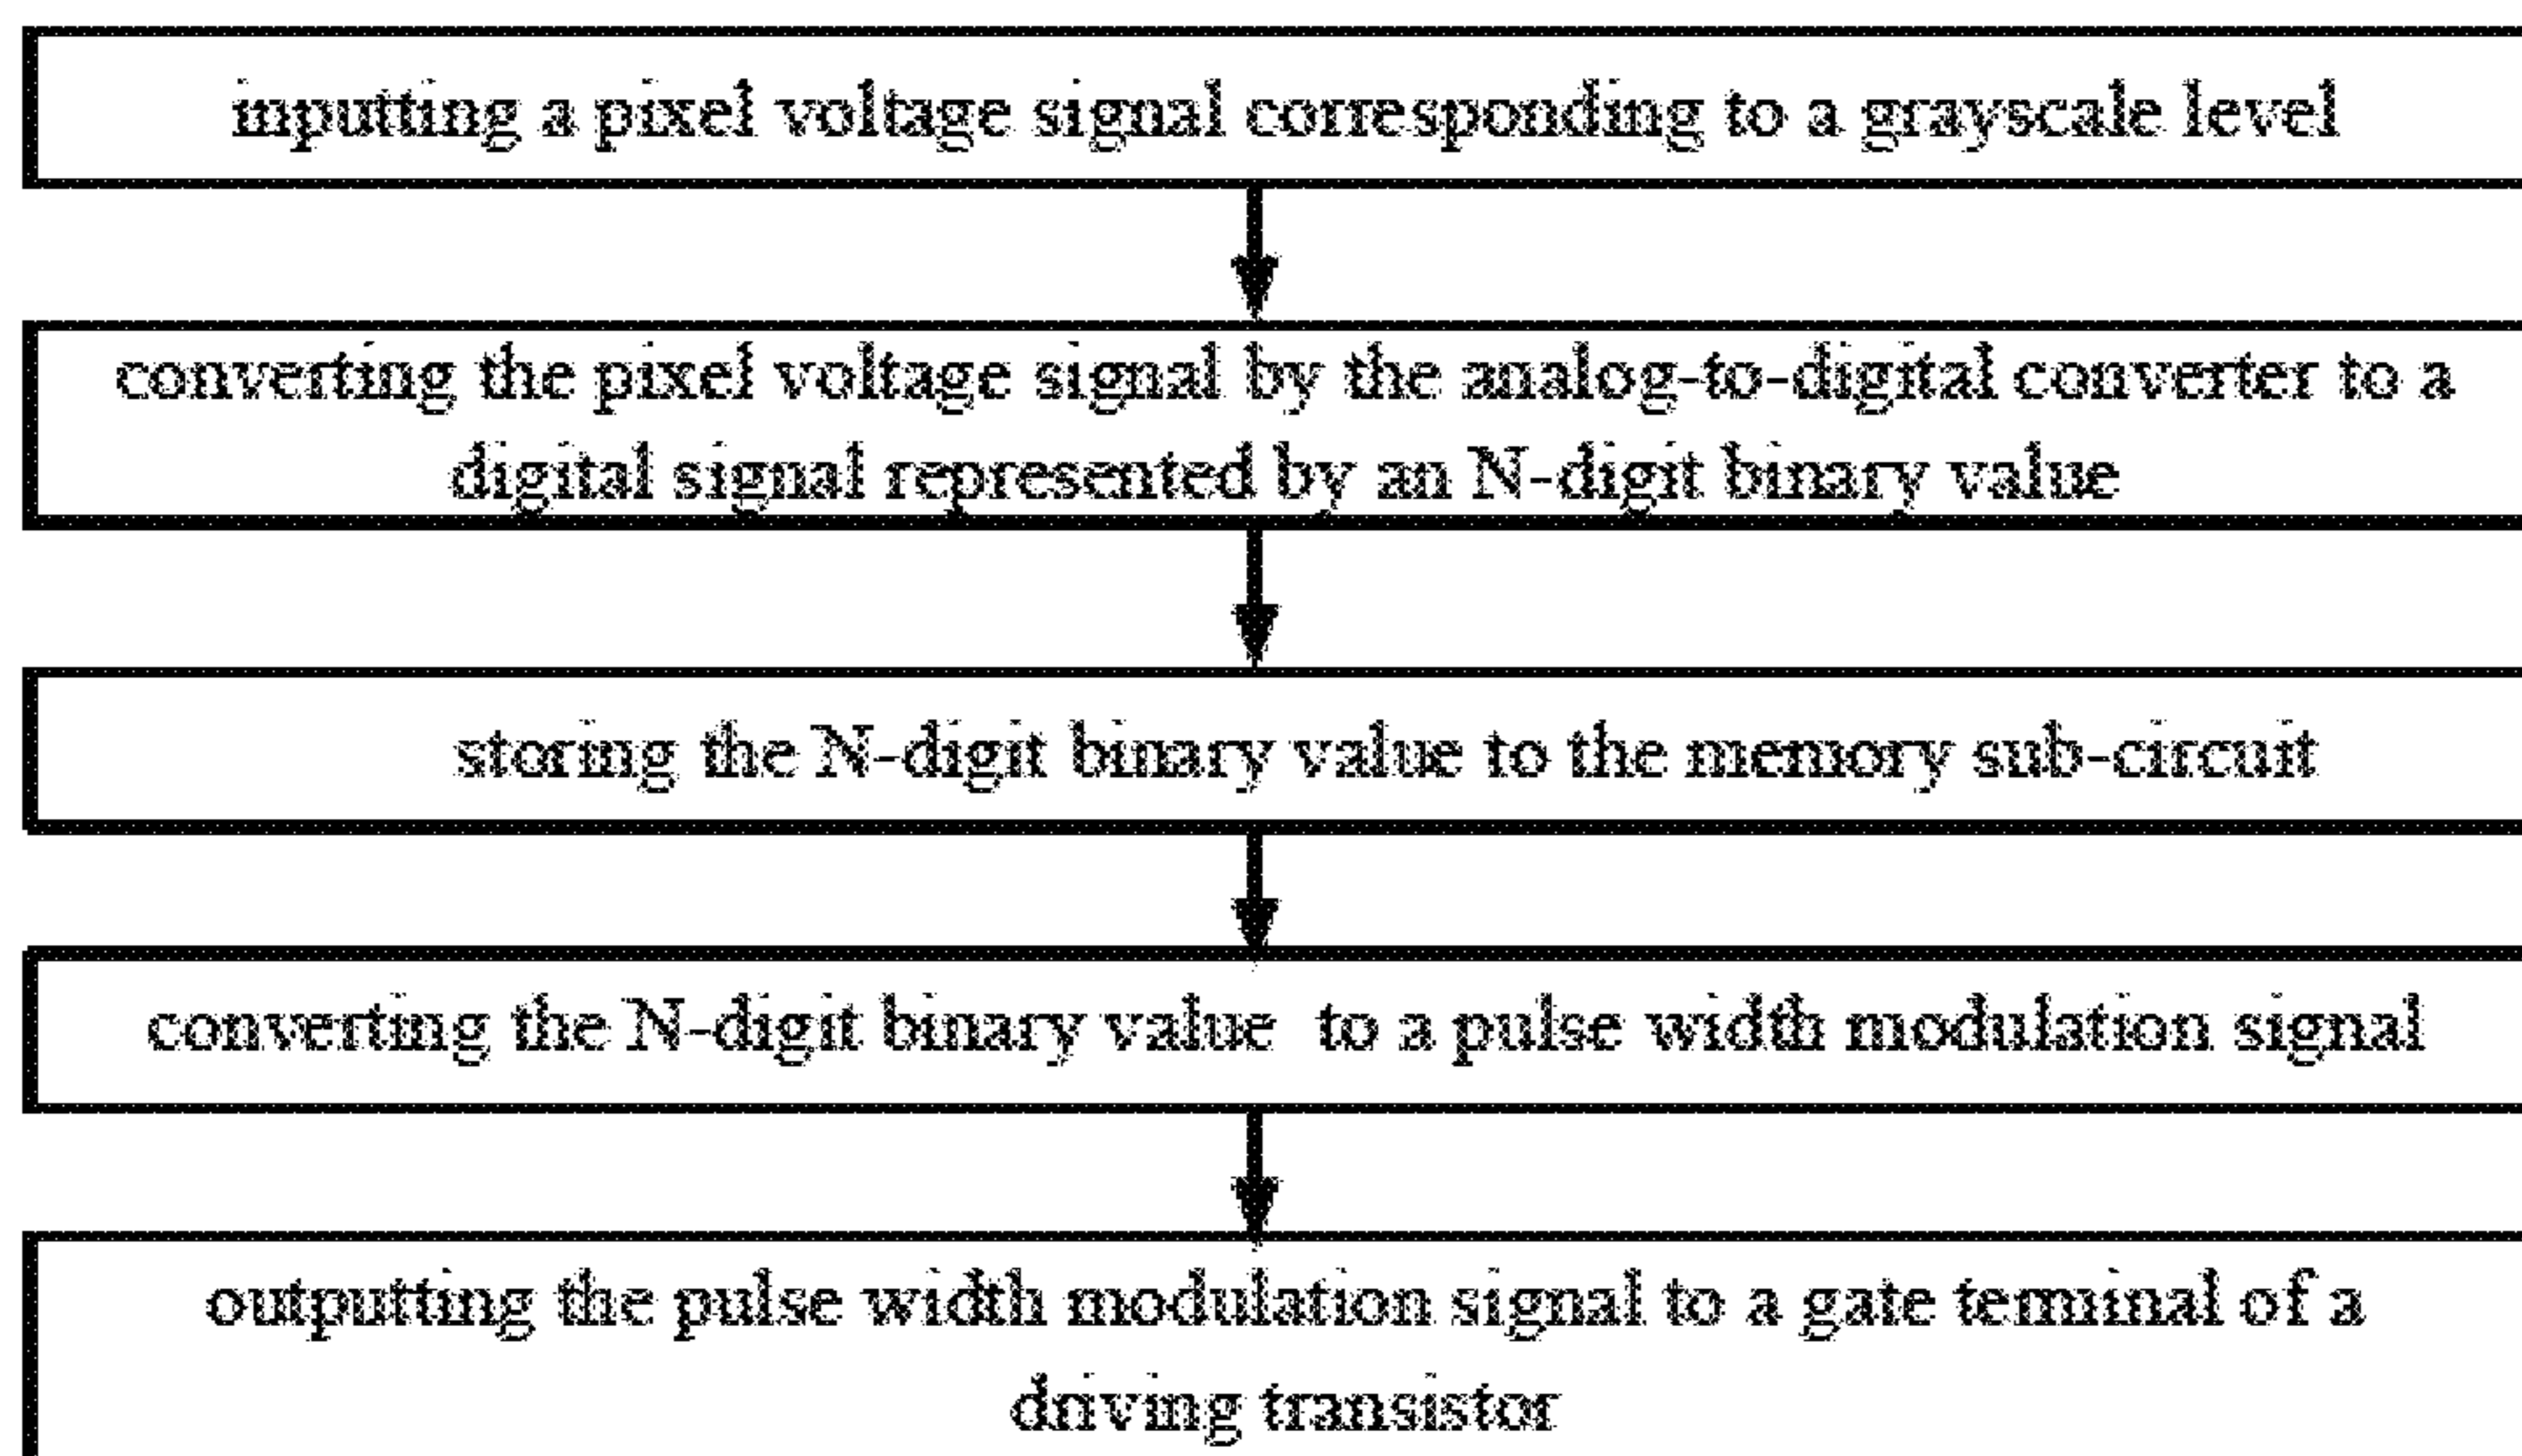 inputting a pixel voltage signal corresponding to a grayscale level
converting the pixel voltage signal by the analog-to-digital converter to a
digital signal represented by an N-digit binary value
storing the N-digit binary value to the memory sub-circuit
converting the N-digit binary value to a pulse width modulation signal
outputting the pulse width modulation signal to a gate terminal of a
driving transistor